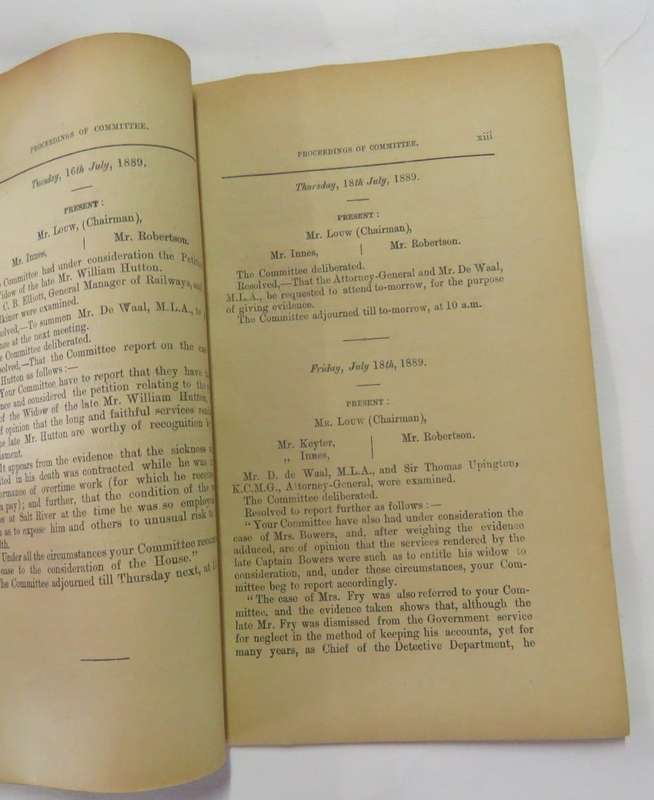 PROCEEDINGS OF COMMITTEE.
Tuesday, 16th July, 1889.
PRESENT:
Mr. Louw, (Chairman),
Mr. Innes, | Mr. Robertson.
Committee had under consideration the
Widow of the late Mr. William Hutton.
C. B. Elliott, General Manager of Railways, and
were examined.
To summon Mr. De Waal, M.L.A., to
at the next meeting.
Committee deliberated.
That the Committee report on the
Hutton as follows:—
Your Committee have to report that they have
and considered the petition relating to the
of the Widow of the late Mr. William Hutton,
of opinion that the long and faithful services
late Mr. Hutton are worthy of recognition
It appears from the evidence that the sickness
in his death was contracted while he was
of overtime work (for which he
pay); and further, that the condition of the
at Salt River at the time he was so
as to expose him and others to unusual risk
Under all the circumstances your Committee
case to the consideration of the House."
The Committee adjourned till Thursday next, at
PROCEEDINGS OF COMMITTEE. xiii
Thursday, 18th July, 1889.
PRESENT:
Mr. Louw (Chairman),
Mr. Innes, | Mr. Robertson.
The Committee deliberated.
Resolved,—That the Attorney-General and Mr. De Waal,
M.L.A., be requested to attend to-morrow, for the purpose
of giving evidence.
The Committee adjourned till to-morrow, at 10 a.m.
Friday, July 18th, 1889.
PRESENT:
Mr. Louw (Chairman),
Mr. Keyter, | Mr. Robertson.
„ Innes,
Mr. D. de Waal, M.L.A., and Sir Thomas Upington,
K.C.M.G., Attorney-General, were examined.
The Committee deliberated.
Resolved to report further as follows:—
"Your Committee have also had under consideration the
case of Mrs. Bowers, and, after weighing the evidence
adduced, are of opinion that the services rendered by the
late Captain Bowers were such as to entitle his widow to
consideration, and, under these circumstances, your Com-
mittee beg to report accordingly.
"The case of Mrs. Fry was also referred to your Com-
mittee, and the evidence taken shows that, although the
late Mr. Fry was dismissed from the Government service
for neglect in the method of keeping his accounts, yet for
many years, as Chief of the Detective Department, he